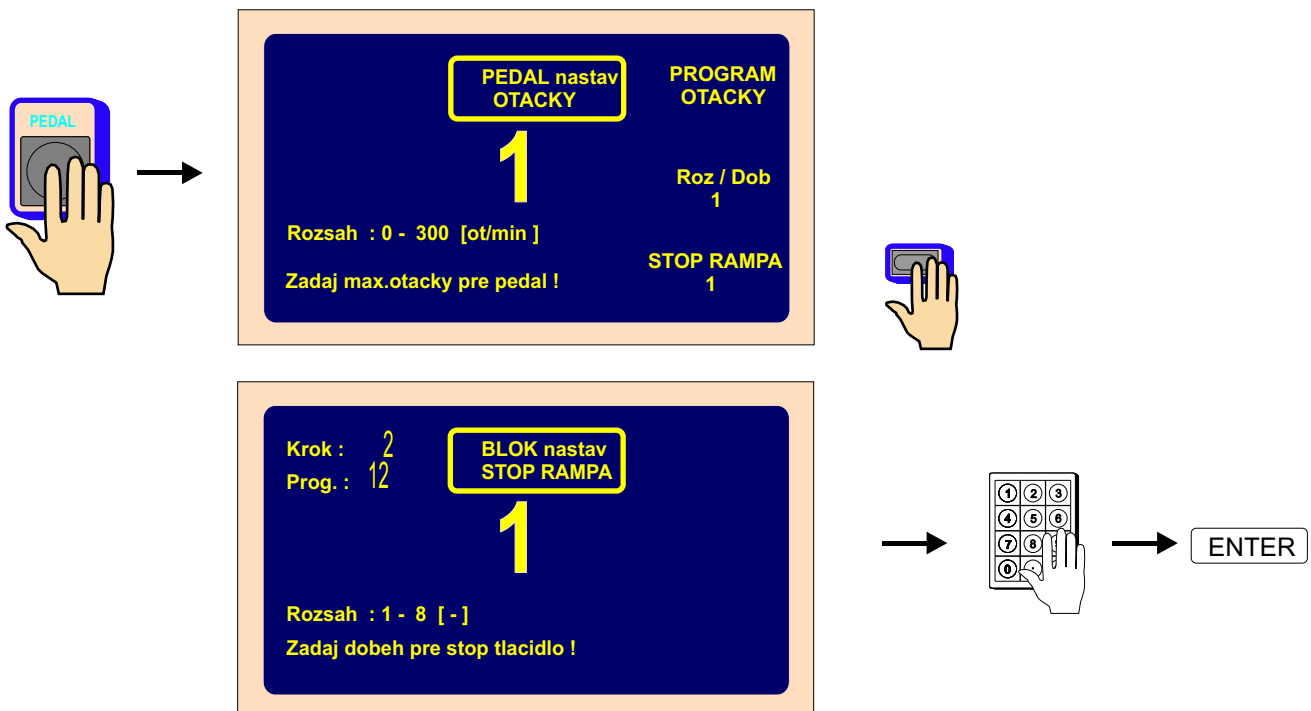 PEDAL
PEDAL nastav
OTACKY
1
Rozsah : 0 - 300 [ot/min ]
Zadaj max.otacky pre pedal !
PROGRAM
OTACKY
Roz / Dob
1
STOP RAMPA
1
Krok : 2
Prog. : 12
BLOK nastav
STOP RAMPA
1
Rozsah : 1 - 8 [ - ]
Zadaj dobeh pre stop tlacidlo !
1 2 3
4 5 6
7 8
0
ENTER